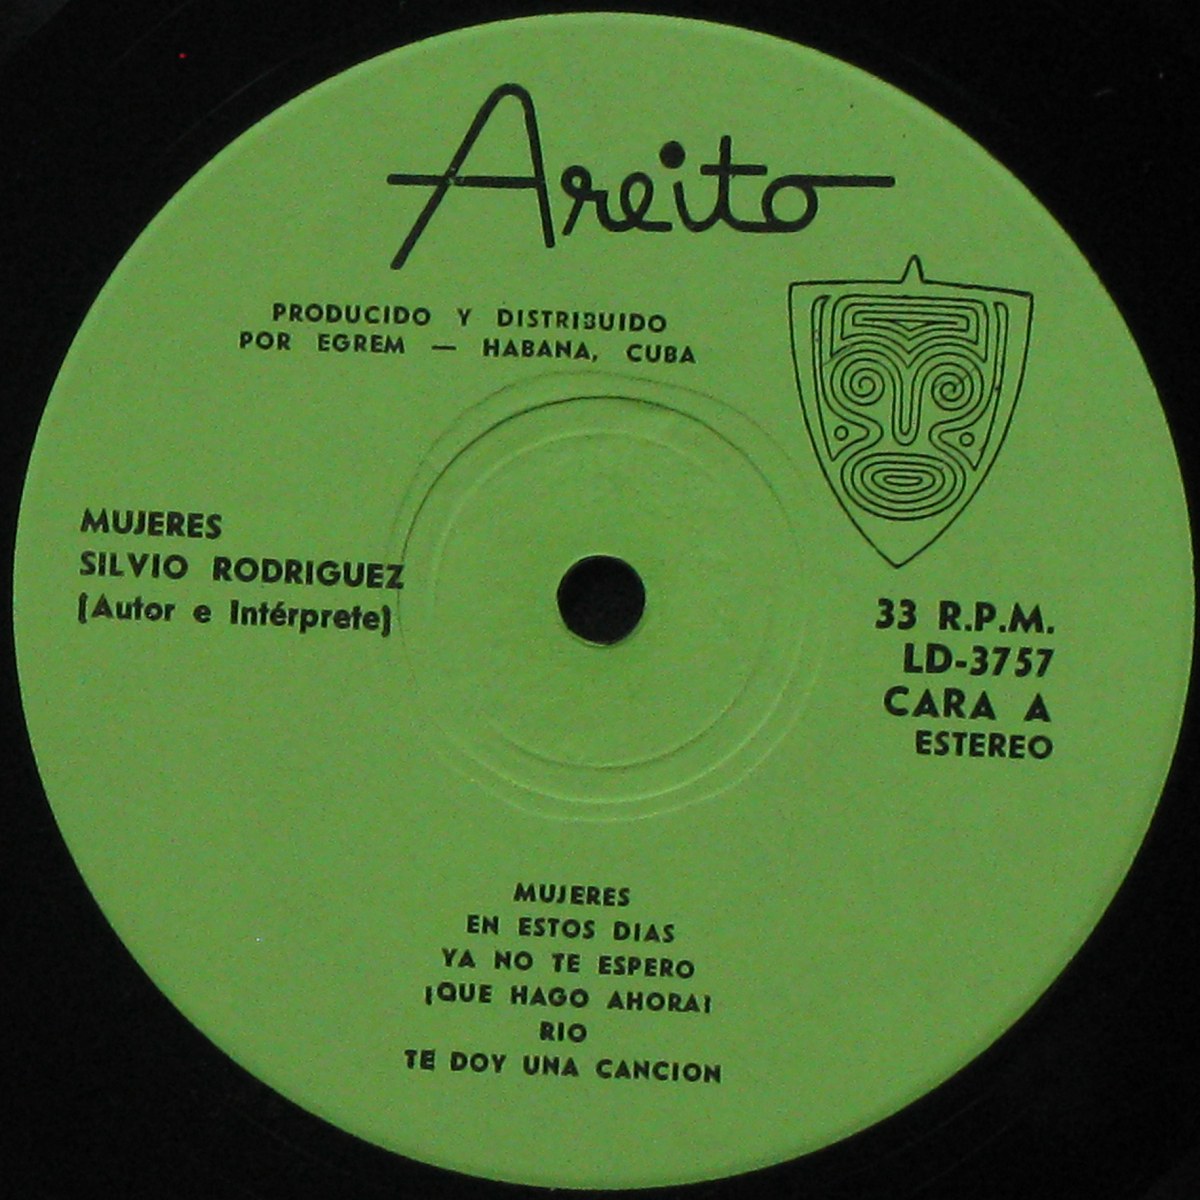 Areito
PRODUCIDO Y DISTRIBUIDO
POR EGREM — HABANA, CUBA
MUJERES
SILVIO RODRIGUEZ
(Autor e Intérprete)
33 R.P.M.
LD-3757
CARA A
ESTEREO
MUJERES
EN ESTOS DIAS
YA NO TE ESPERO
¡QUE HAGO AHORA!
RIO
TE DOY UNA CANCION